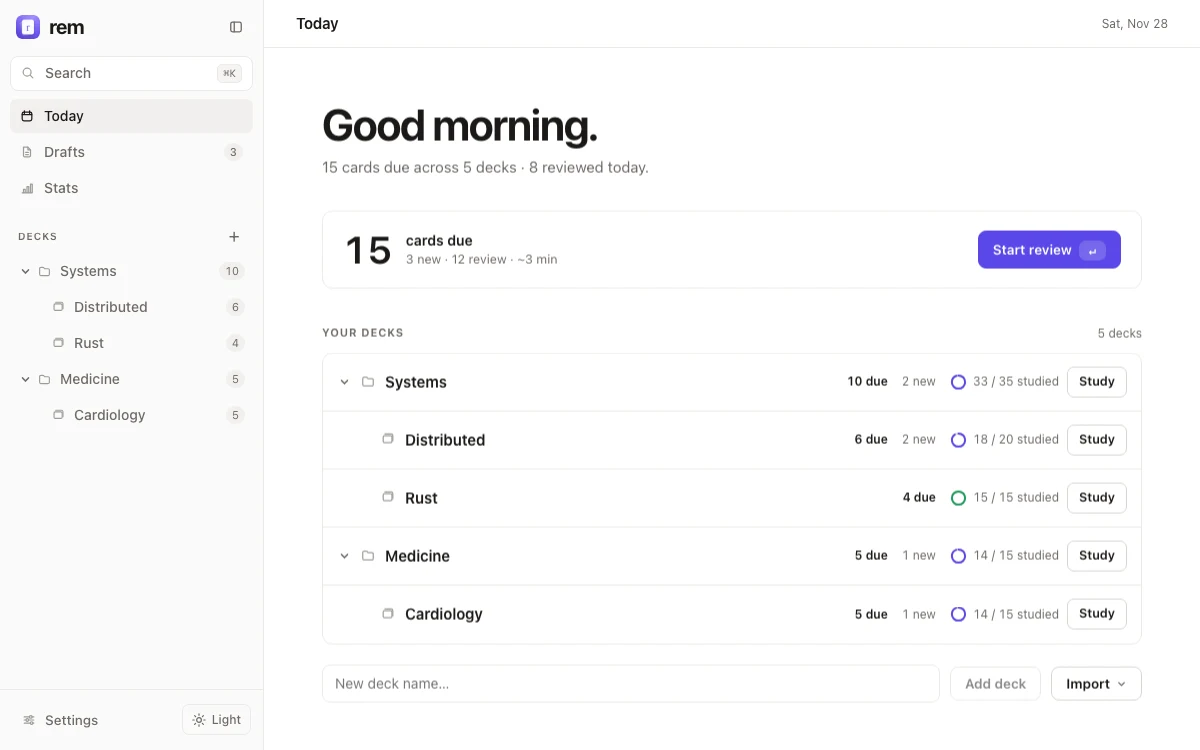 r rem
Search ⌘K
Today
Drafts 3
Stats
DECKS +
Systems 10
Distributed 6
Rust 4
Medicine 5
Cardiology 5
Settings Light
Today Sat, Nov 28
Good morning.
15 cards due across 5 decks · 8 reviewed today.
15 cards due
3 new · 12 review · ~3 min
Start review ↵
YOUR DECKS 5 decks
Systems 10 due 2 new 33 / 35 studied Study
Distributed 6 due 2 new 18 / 20 studied Study
Rust 4 due 15 / 15 studied Study
Medicine 5 due 1 new 14 / 15 studied Study
Cardiology 5 due 1 new 14 / 15 studied Study
New deck name... Add deck Import